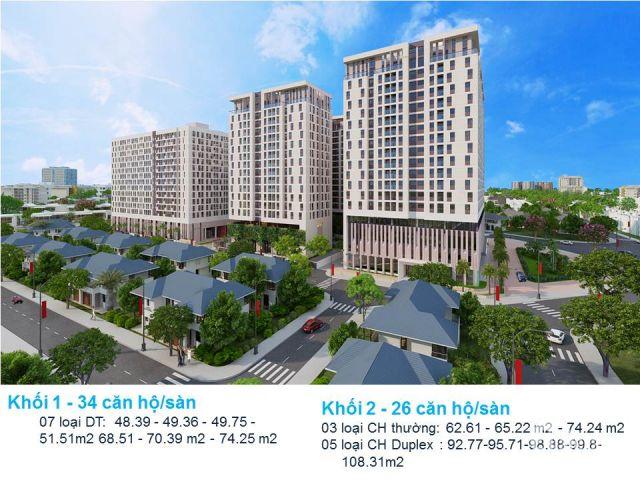 Khối 1 - 34 căn hộ/sàn
07 loại DT: 48.39 - 49.36 - 49.75 -
51.51m2 68.51 - 70.39 m2 - 74.25 m2
Khối 2 - 26 căn hộ/sàn
03 loại CH thường: 62.61 - 65.22 m2 - 74.24 m2
05 loại CH Duplex : 92.77-95.71-98.88-99.8-
108.31m2